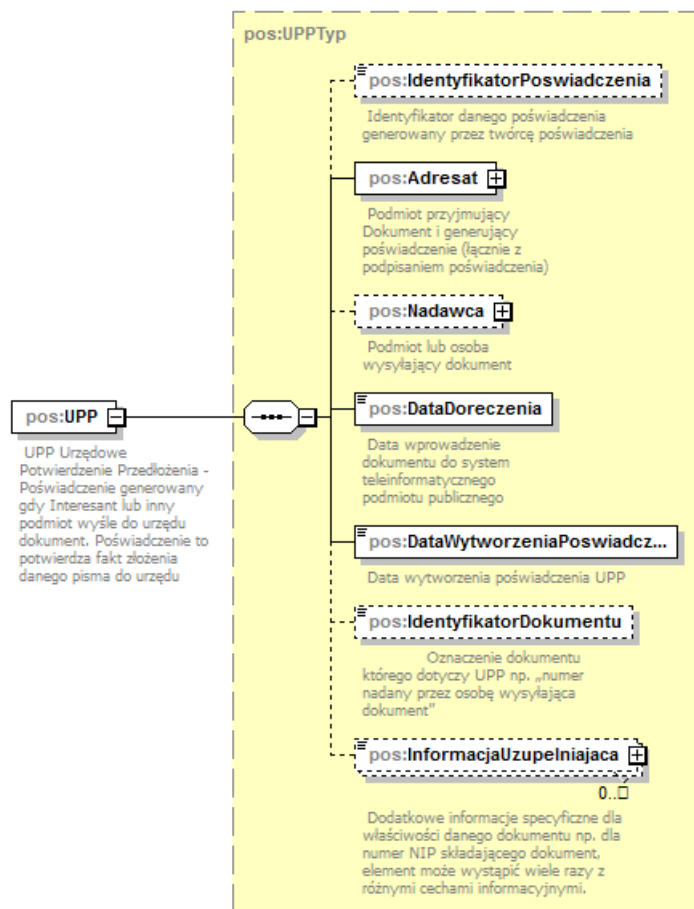 pos:UPPTyp
pos:IdentyfikatorPoswiadczenia
Identyfikator danego poświadczenia
generowany przez twórcę poświadczenia
pos:Adresat
Podmiot przyjmujący
Dokument i generujący
poświadczenie (łącznie z
podpisaniem poświadczenia)
pos:Nadawca
Podmiot lub osoba
wysyłający dokument
pos:UPP
UPP Urzędowe
Potwierdzenie Przedłożenia -
Poświadczenie generowany
gdy Interesant lub inny
podmiot wyśle do urzędu
dokument. Poświadczenie to
potwierdza fakt złożenia
danego pisma do urzędu
pos:DataDoreczenia
Data wprowadzenie
dokumentu do system
teleinformatycznego
podmiotu publicznego
pos:DataWytworzeniaPoswiadcz...
Data wytworzenia poświadczenia UPP
pos:IdentyfikatorDokumentu
Oznaczenie dokumentu
którego dotyczy UPP np. „numer
nadany przez osobę wysyłająca
dokument”
pos:InformacjaUzupelniajaca
0..□
Dodatkowe informacje specyficzne dla
właściwości danego dokumentu np. dla
numer NIP składającego dokument,
element może wystąpić wiele razy z
różnymi cechami informacyjnymi.